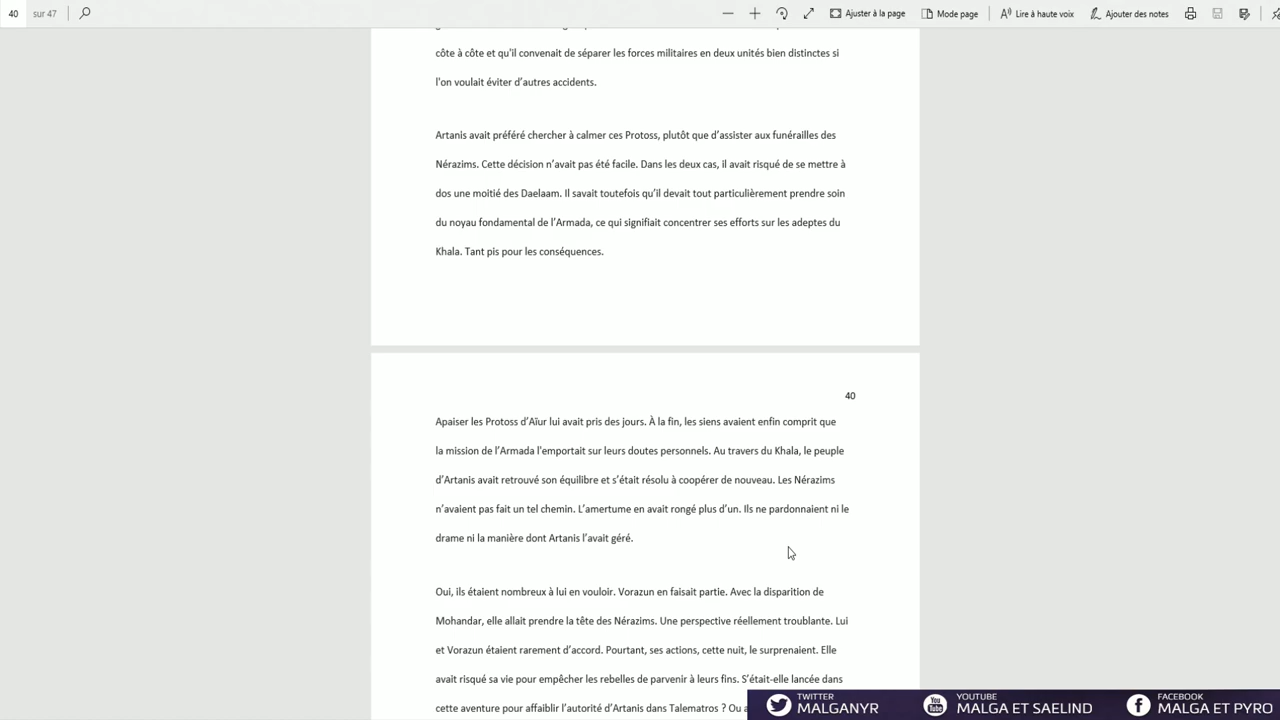 40 sur 47
Ajuster à la page
Mode page
Lire à haute voix
Ajouter des notes
côte à côte et qu'il convenait de séparer les forces militaires en deux unités bien distinctes si
l'on voulait éviter d'autres accidents.
Artanis avait préféré chercher à calmer ces Protoss, plutôt que d'assister aux funérailles des
Nérazims. Cette décision n'avait pas été facile. Dans les deux cas, il avait risqué de se mettre à
dos une moitié des Daelaam. Il savait toutefois qu'il devait tout particulièrement prendre soin
du noyau fondamental de l'Armada, ce qui signifiait concentrer ses efforts sur les adeptes du
Khala. Tant pis pour les conséquences.
40
Apaiser les Protoss d'Aïur lui avait pris des jours. À la fin, les siens avaient enfin comprit que
la mission de l'Armada l'emportait sur leurs doutes personnels. Au travers du Khala, le peuple
d'Artanis avait retrouvé son équilibre et s'était résolu à coopérer de nouveau. Les Nérazims
n'avaient pas fait un tel chemin. L'amertume en avait rongé plus d'un. Ils ne pardonnaient ni le
drame ni la manière dont Artanis l'avait géré.
Oui, ils étaient nombreux à lui en vouloir. Vorazun en faisait partie. Avec la disparition de
Mohandar, elle allait prendre la tête des Nérazims. Une perspective réellement troublante. Lui
et Vorazun étaient rarement d'accord. Pourtant, ses actions, cette nuit, le surprenaient. Elle
avait risqué sa vie pour empêcher les rebelles de parvenir à leurs fins. S'était-elle lancée dans
cette aventure pour affaiblir l'autorité d'Artanis dans Talematros ? Ou
TWITTER
MALGANYR
YOUTUBE
MALGA ET SAELIND
FACEBOOK
MALGA ET PYRO